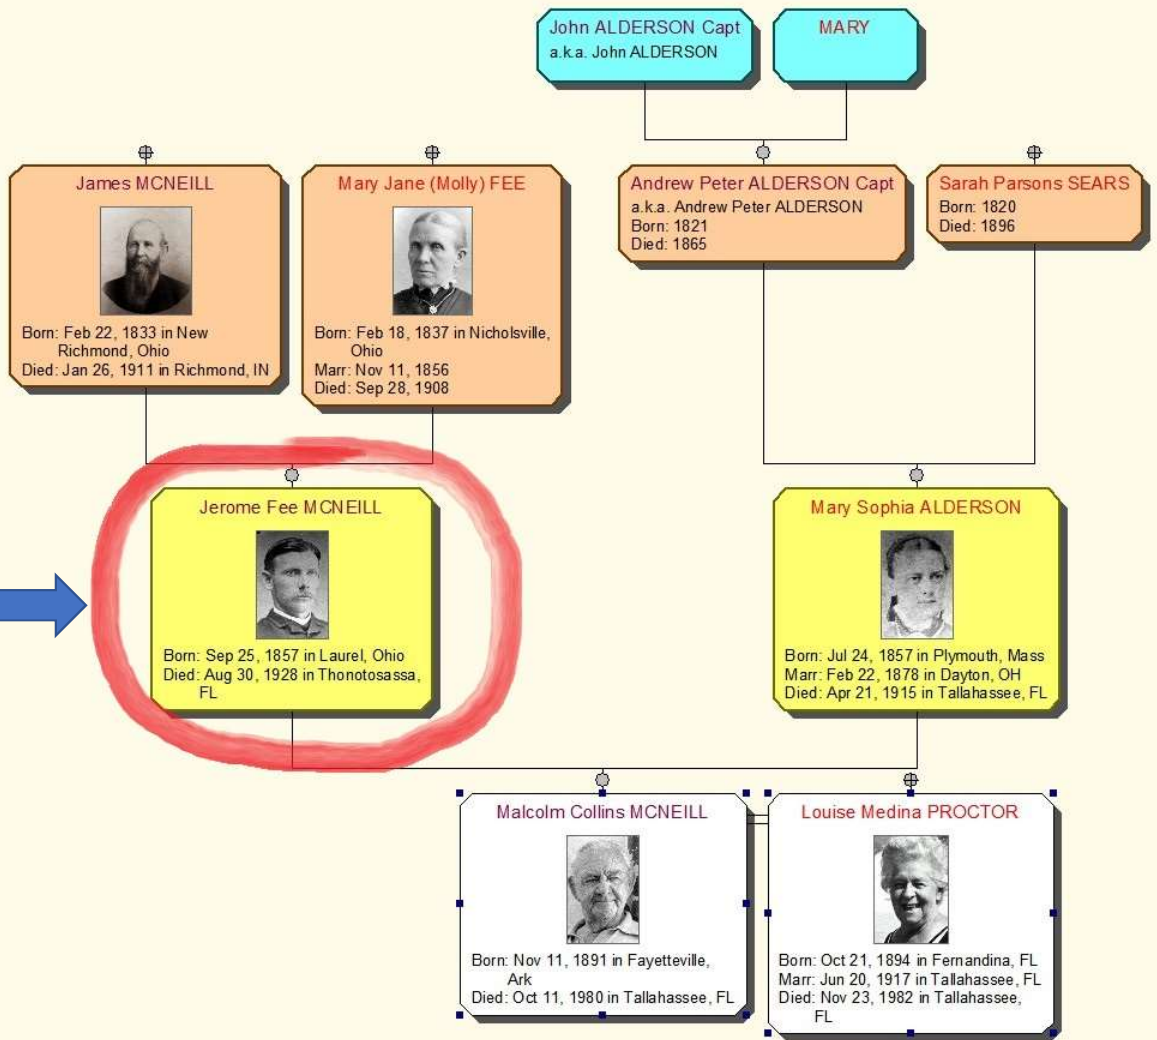 John ALDERSON Capt
a.k.a. John ALDERSON
MARY
James MCNEILL
Born: Feb 22, 1833 in New
Richmond, Ohio
Died: Jan 26, 1911 in Richmond, IN
Mary Jane (Molly) FEE
Born: Feb 18, 1837 in Nicholsville,
Ohio
Marr: Nov 11, 1856
Died: Sep 28, 1908
Andrew Peter ALDERSON Capt
a.k.a. Andrew Peter ALDERSON
Born: 1821
Died: 1865
Sarah Parsons SEARS
Born: 1820
Died: 1896
Jerome Fee MCNEILL
Born: Sep 25, 1857 in Laurel, Ohio
Died: Aug 30, 1928 in Thonotosassa,
FL
Mary Sophia ALDERSON
Born: Jul 24, 1857 in Plymouth, Mass
Marr: Feb 22, 1878 in Dayton, OH
Died: Apr 21, 1915 in Tallahassee, FL
Malcolm Collins MCNEILL
Born: Nov 11, 1891 in Fayetteville,
Ark
Died: Oct 11, 1980 in Tallahassee, FL
Louise Medina PROCTOR
Born: Oct 21, 1894 in Fernandina, FL
Marr: Jun 20, 1917 in Tallahassee, FL
Died: Nov 23, 1982 in Tallahassee,
FL